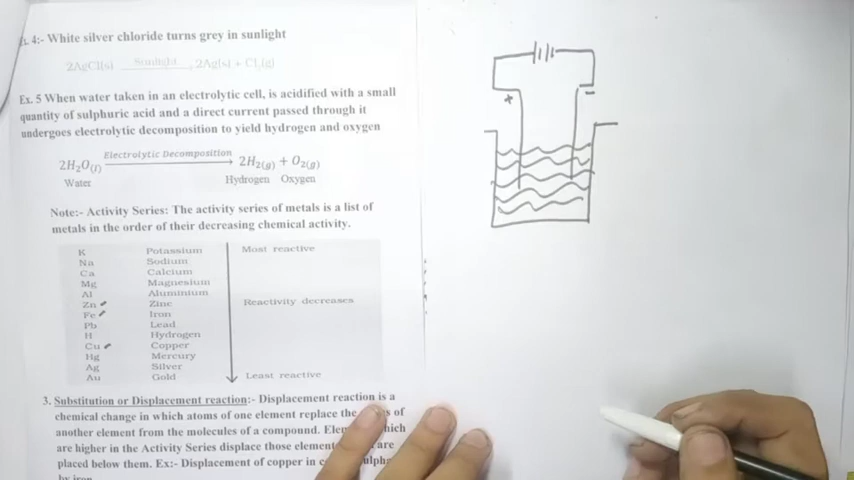 Ex. 4:- White silver chloride turns grey in sunlight
2AgCl(s) Sunlight 2Ag(s) + Cl₂(g)
Ex. 5 When water taken in an electrolytic cell, is acidified with a small
quantity of sulphuric acid and a direct current passed through it
undergoes electrolytic decomposition to yield hydrogen and oxygen
Electrolytic Decomposition
2H₂O(l) → 2H₂(g) + O₂(g)
Water Hydrogen Oxygen
Note:- Activity Series: The activity series of metals is a list of
metals in the order of their decreasing chemical activity.
K Potassium Most reactive
Na Sodium
Ca Calcium
Mg Magnesium
Al Aluminium
Zn Zinc Reactivity decreases
Fe Iron
Pb Lead
H Hydrogen
Cu Copper
Hg Mercury
Ag Silver
Au Gold Least reactive
3. Substitution or Displacement reaction:- Displacement reaction is a
chemical change in which atoms of one element replace the of
another element from the molecules of a compound.
are higher in the Activity Series displace those are
placed below them. Ex:- Displacement of copper in
by iron
+ −